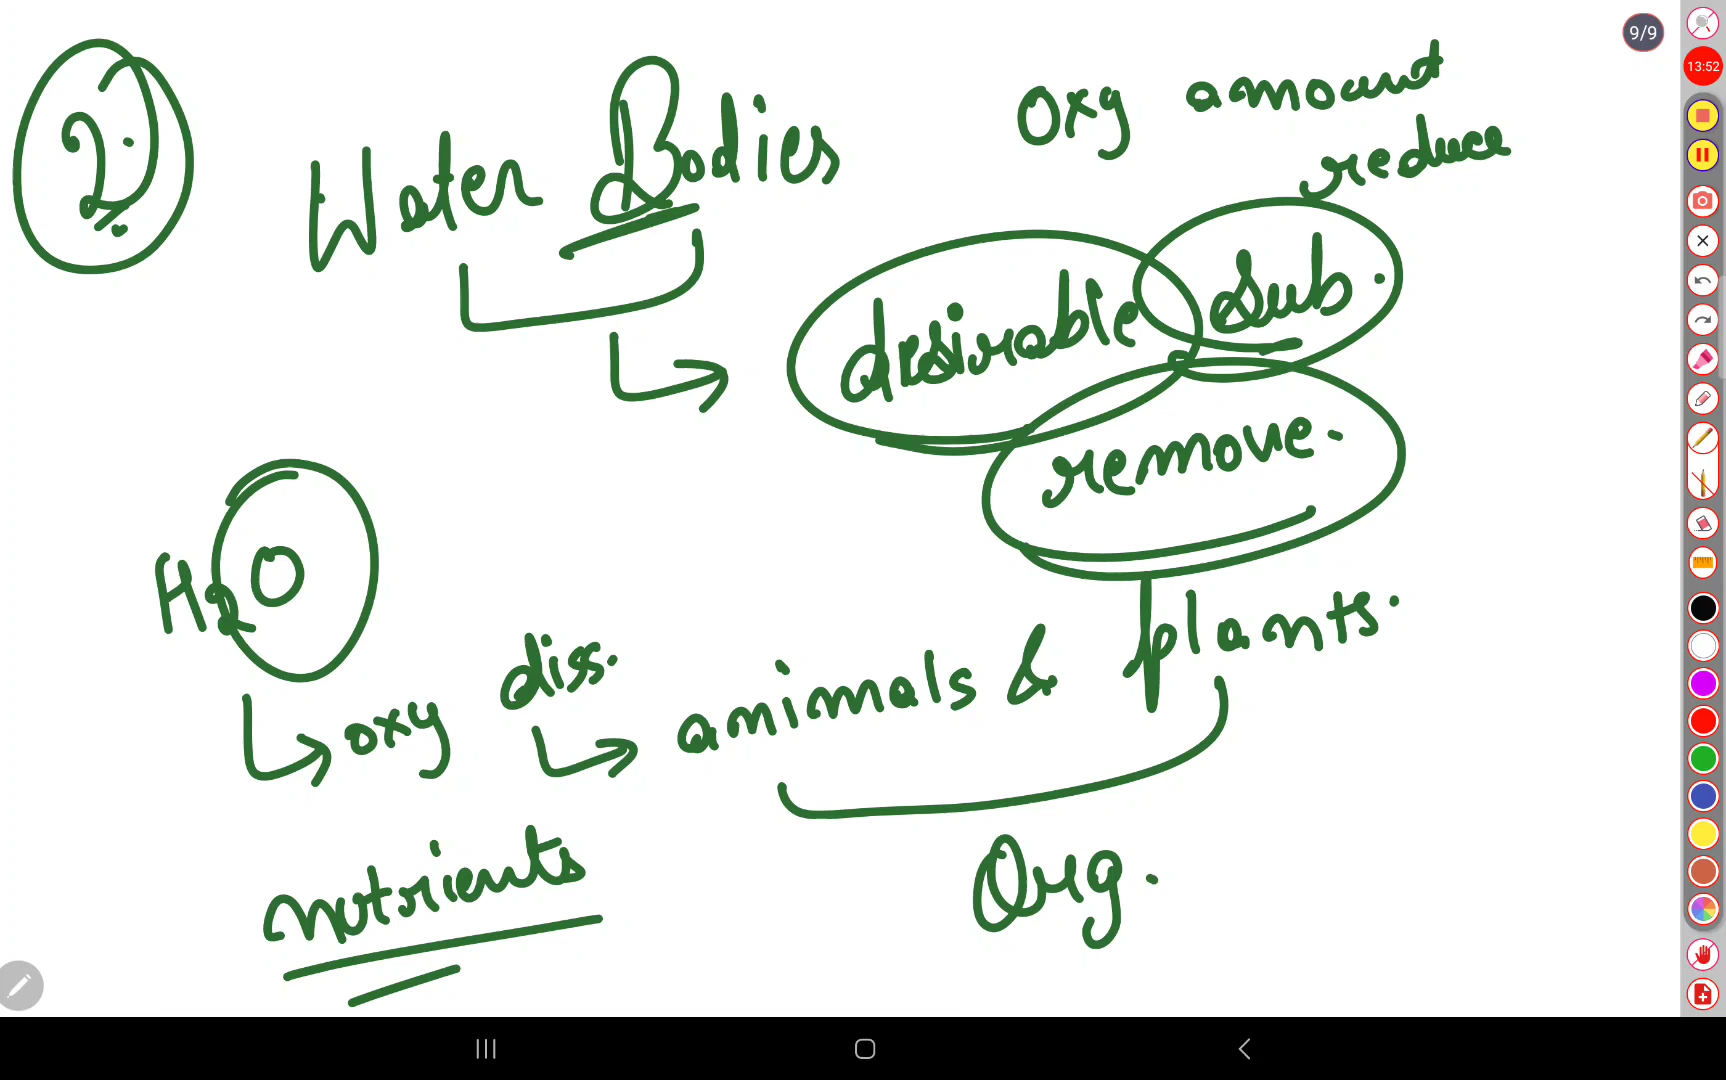 9/9
13:52
2.
Water Bodies
Oxy amount
reduce
desirable sub.
remove.
H2O
oxy diss.
animals & plants.
nutrients
Org.